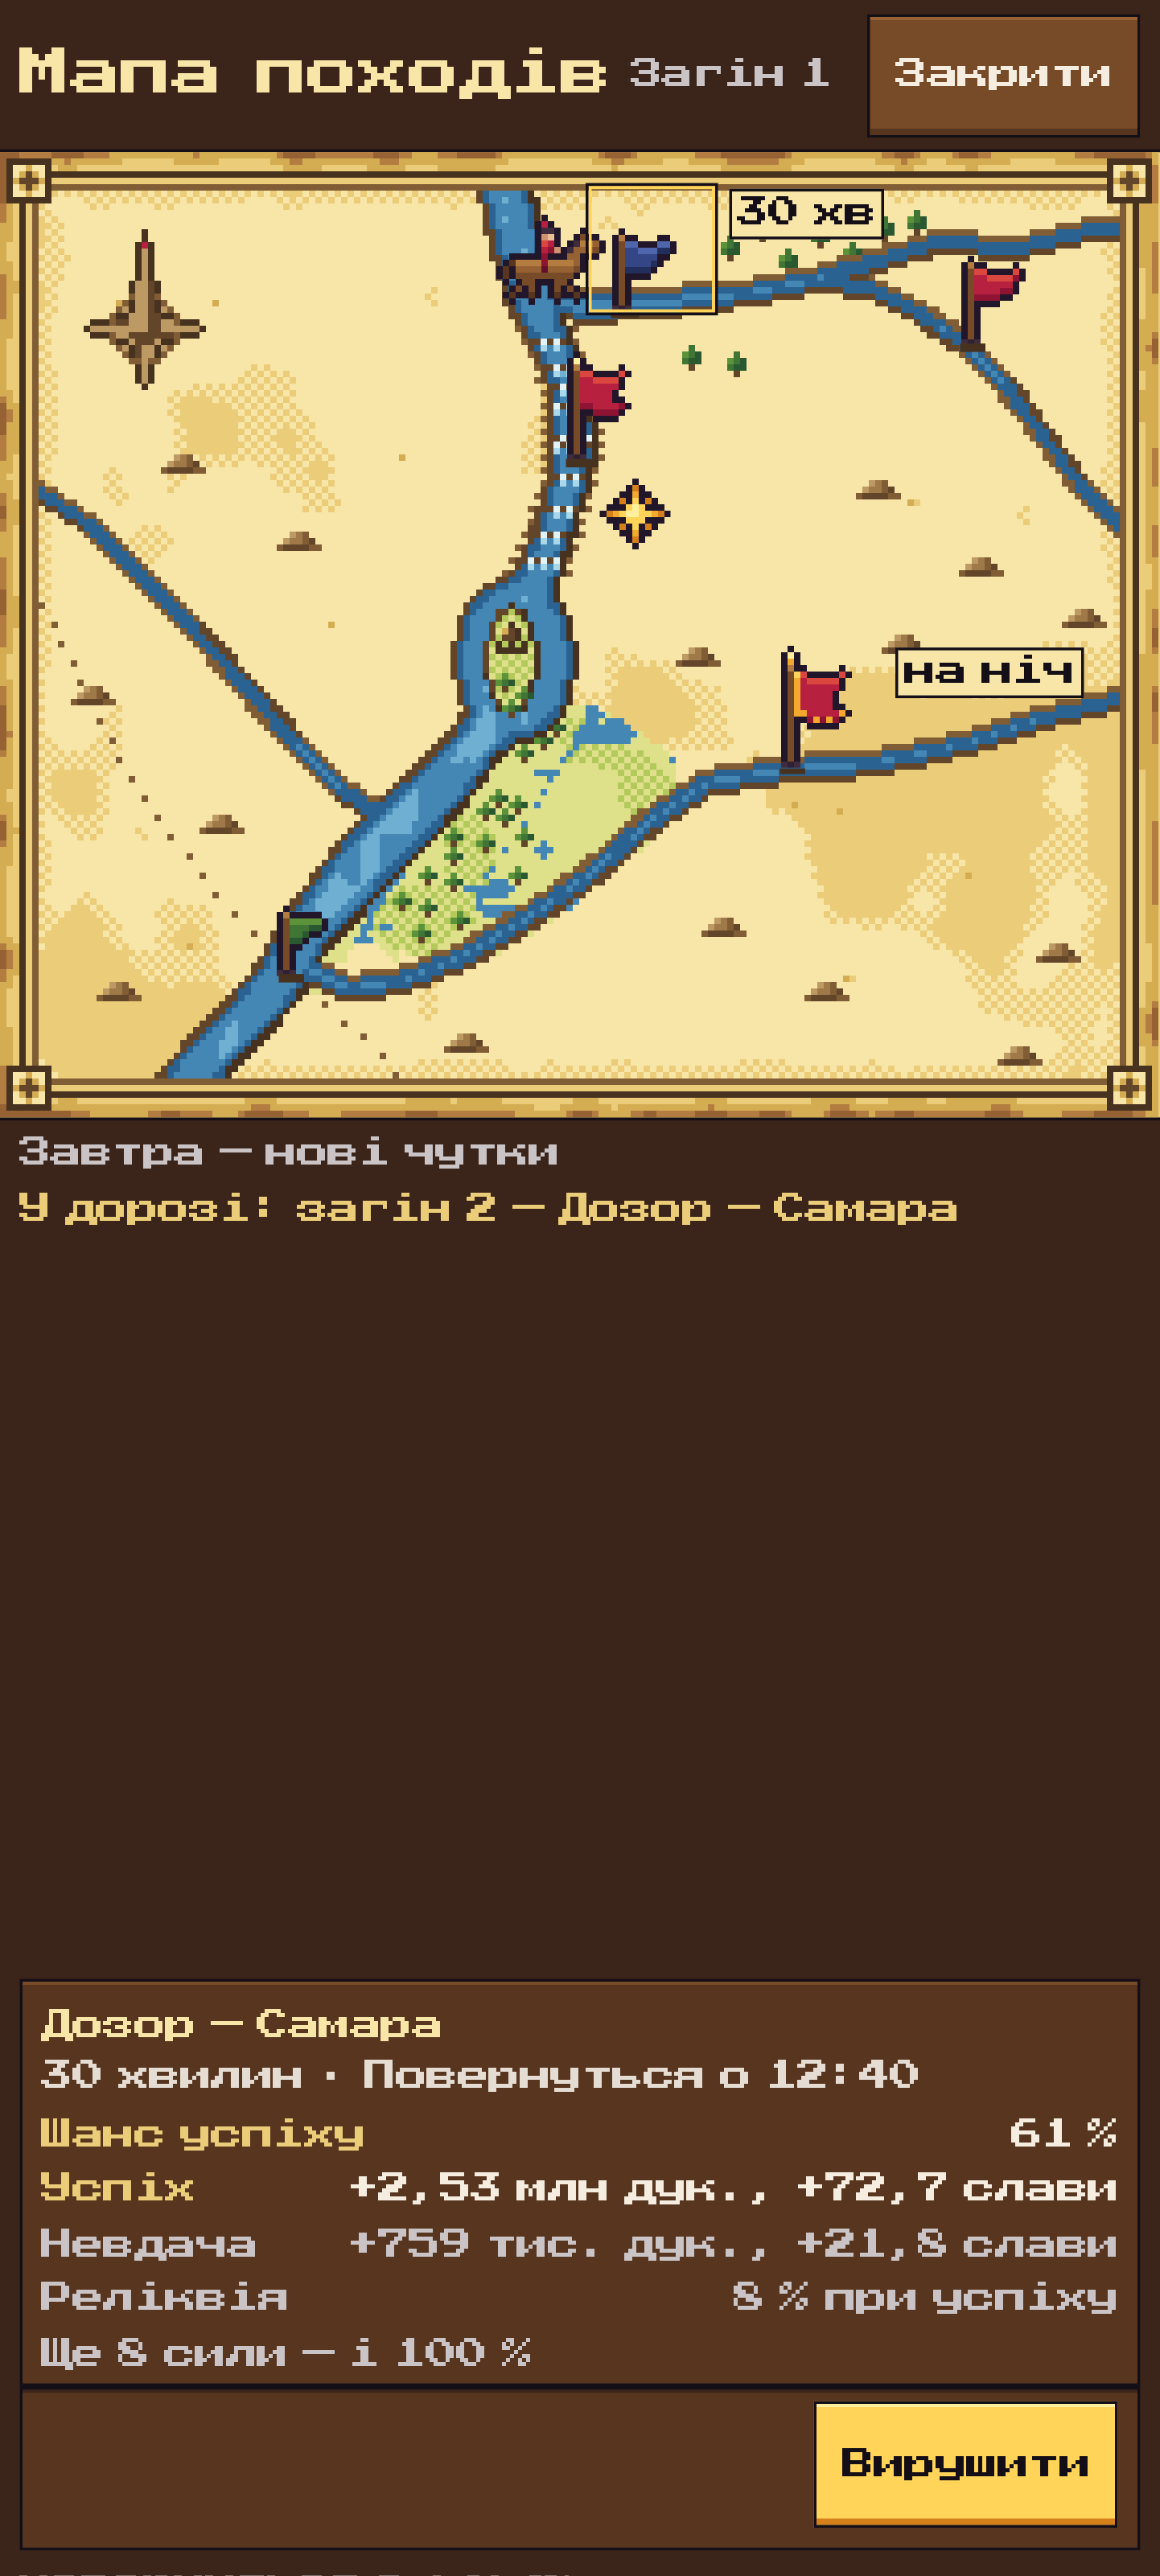 Мапа походів Загін 1 Закрити
30 хв
на ніч
Завтра — нові чутки
У дорозі: загін 2 — Дозор — Самара
Дозор — Самара
30 хвилин · Повернуться о 12:40
Шанс успіху 61 %
Успіх +2,53 млн дук., +72,7 слави
Невдача +759 тис. дук., +21,8 слави
Реліквія 8 % при успіху
Ще 8 сили — і 100 %
Вирушити